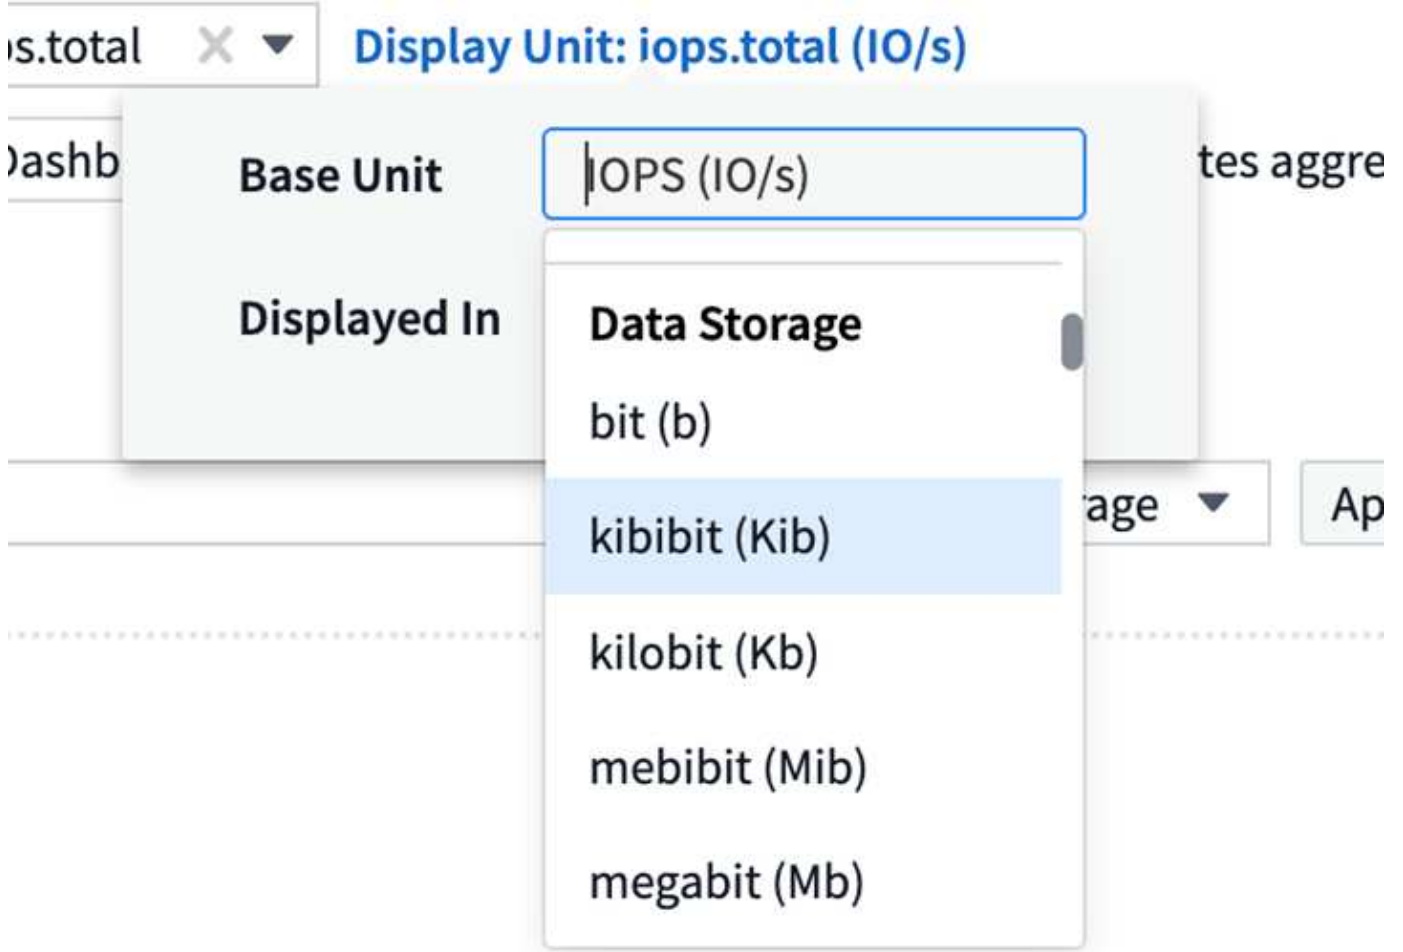 s.total Display Unit: iops.total (IO/s)
Dashb tes aggre
Base Unit IOPS (IO/s)
Displayed In
Data Storage
bit (b)
kibibit (Kib)
age Ap
kilobit (Kb)
mebibit (Mib)
megabit (Mb)